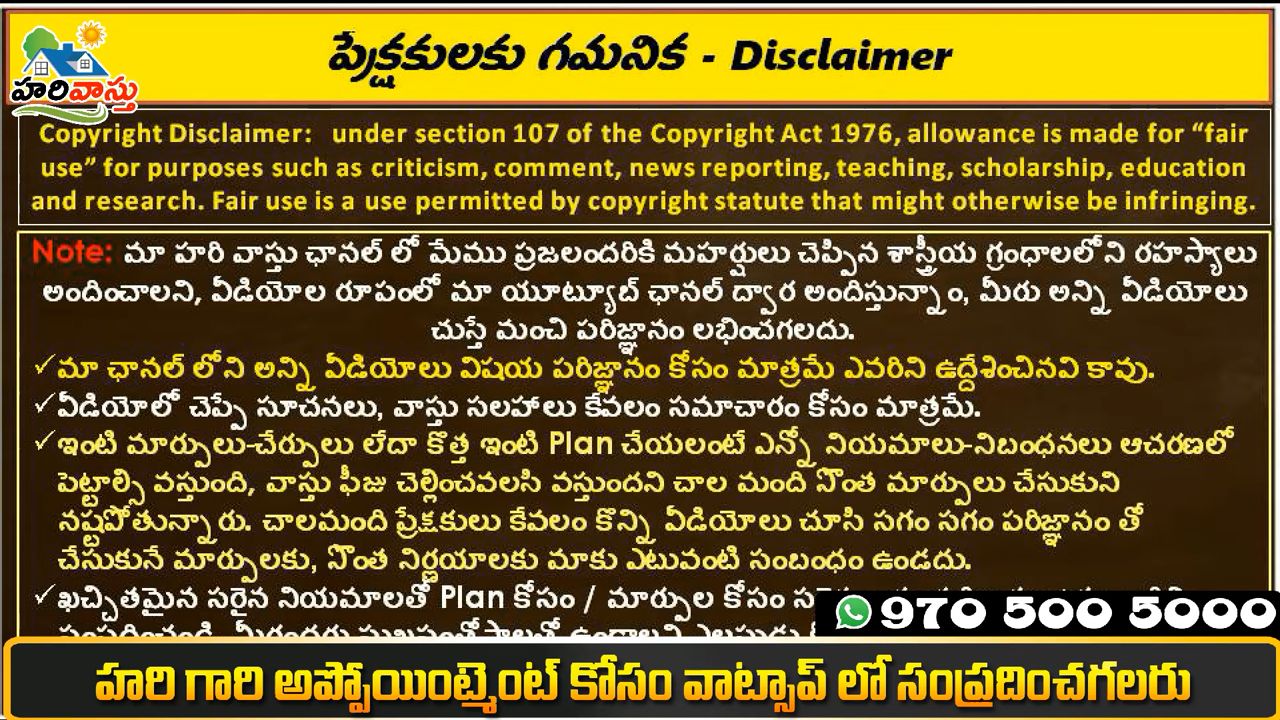 హరివాస్తు
ప్రేక్షకులకు గమనిక - Disclaimer
Copyright Disclaimer: under section 107 of the Copyright Act 1976, allowance is made for “fair
use” for purposes such as criticism, comment, news reporting, teaching, scholarship, education
and research. Fair use is a use permitted by copyright statute that might otherwise be infringing.
Note: మా హరి వాస్తు ఛానల్ లో మేము ప్రజలందరికి మహర్షులు చెప్పిన శాస్త్రీయ గ్రంధాలలోని రహస్యాలు
అందించాలని, వీడియోల రూపంలో మా యూట్యూబ్ ఛానల్ ద్వార అందిస్తున్నాం, మీరు అన్ని వీడియోలు
చుస్తే మంచి పరిజ్ఞానం లభించగలదు.
✓మా ఛానల్ లోని అన్ని వీడియోలు విషయ పరిజ్ఞానం కోసం మాత్రమే ఎవరిని ఉద్దేశించినవి కావు.
✓వీడియోలో చెప్పే సూచనలు, వాస్తు సలహాలు కేవలం సమాచారం కోసం మాత్రమే.
✓ఇంటి మార్పులు-చేర్పులు లేదా కొత్త ఇంటి Plan చేయలంటే ఎన్నో నియమాలు-నిబంధనలు ఆచరణలో
పెట్టాల్సి వస్తుంది, వాస్తు ఫీజు చెల్లించవలసి వస్తుందని చాల మంది సొంత మార్పులు చేసుకుని
నష్టపోతున్నారు. చాలమంది ప్రేక్షకులు కేవలం కొన్ని వీడియోలు చూసి సగం సగం పరిజ్ఞానం తో
చేసుకునే మార్పులకు, సొంత నిర్ణయాలకు మాకు ఎటువంటి సంబంధం ఉండదు.
✓ఖచ్చితమైన సరైన నియమాలతో Plan కోసం / మార్పుల కోసం
970 500 5000
హరి గారి అప్పోయింట్మెంట్ కోసం వాట్సాప్ లో సంప్రదించగలరు